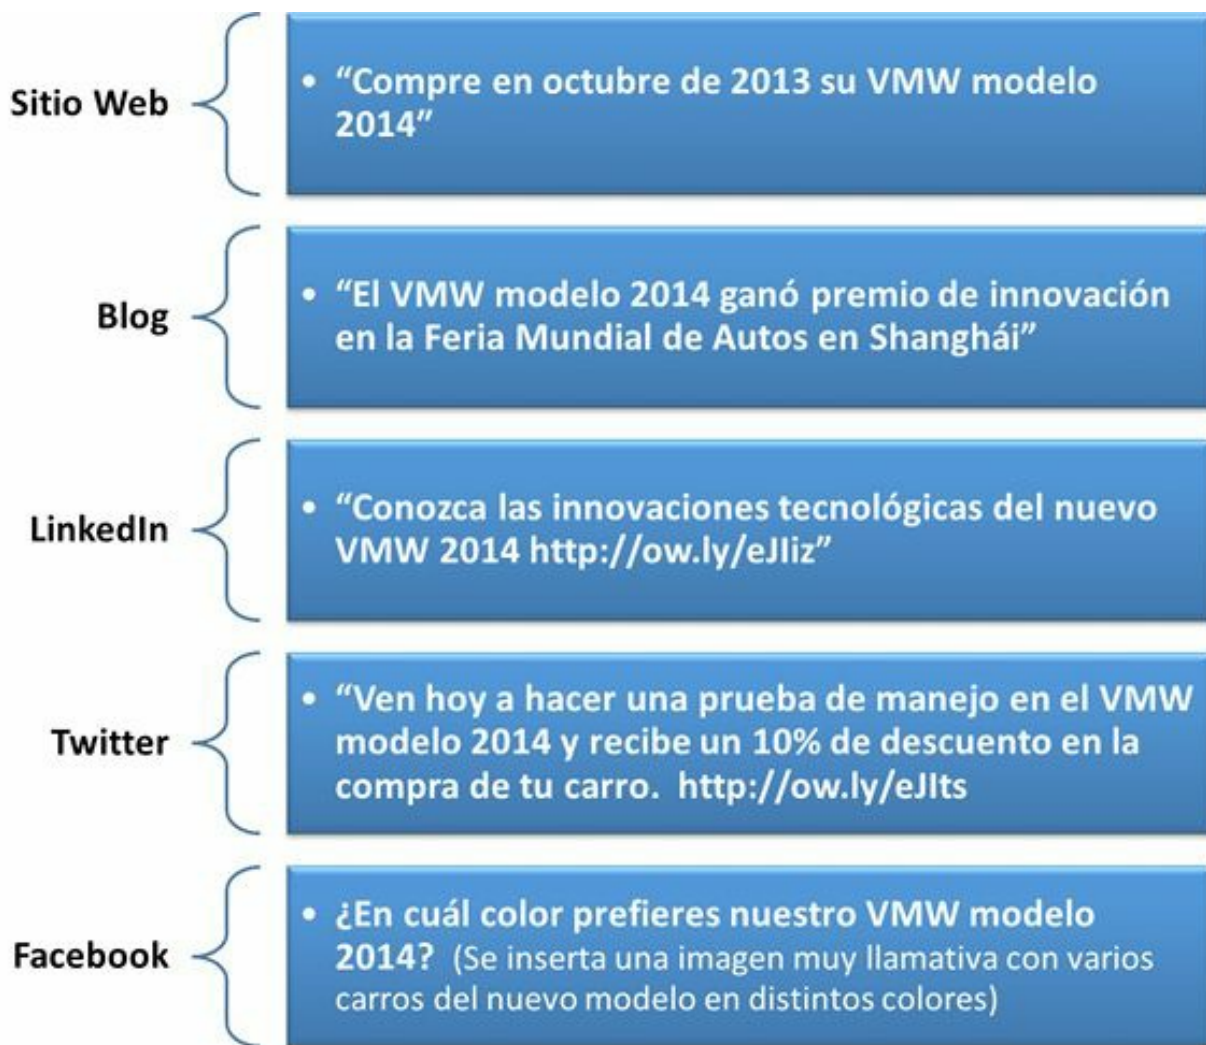 Sitio Web
• “Compre en octubre de 2013 su VMW modelo
2014”
Blog
• “El VMW modelo 2014 ganó premio de innovación
en la Feria Mundial de Autos en Shanghái”
LinkedIn
• “Conozca las innovaciones tecnológicas del nuevo
VMW 2014 http://ow.ly/eJIiz”
Twitter
• “Ven hoy a hacer una prueba de manejo en el VMW
modelo 2014 y recibe un 10% de descuento en la
compra de tu carro.  http://ow.ly/eJIts
Facebook
• ¿En cuál color prefieres nuestro VMW modelo
2014?  (Se inserta una imagen muy llamativa con varios
carros del nuevo modelo en distintos colores)